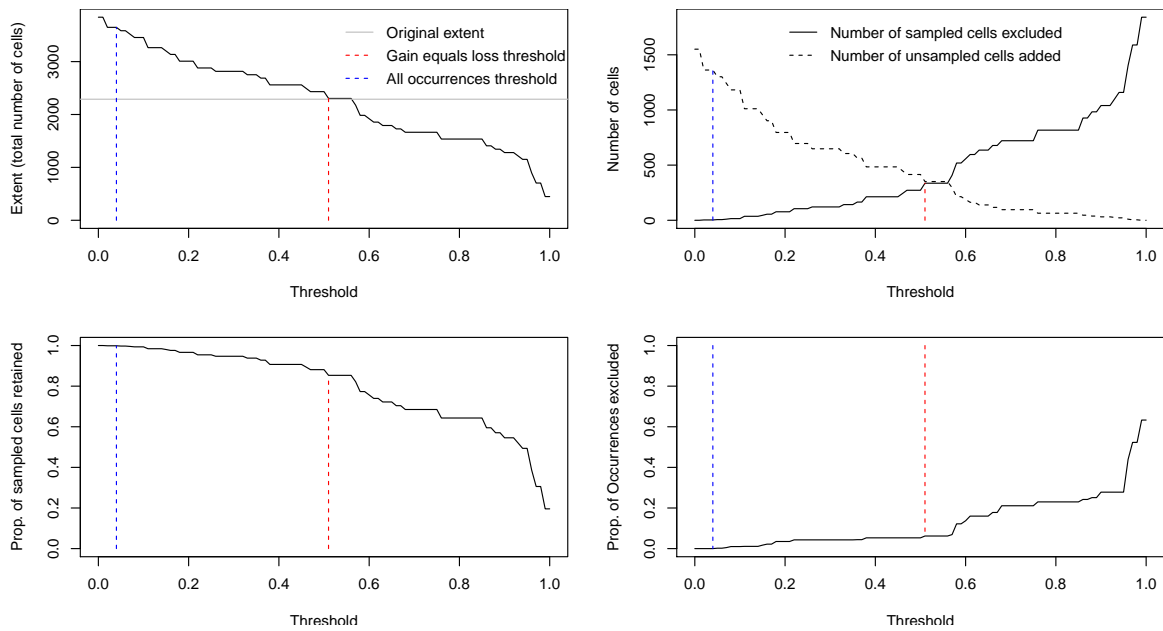 Extent (total number of cells)
0 1000 2000 3000
Original extent
Gain equals loss threshold
All occurrences threshold
0.0 0.2 0.4 0.6 0.8 1.0
Threshold
Number of cells
0 500 1000 1500
Number of sampled cells excluded
Number of unsampled cells added
0.0 0.2 0.4 0.6 0.8 1.0
Threshold
Prop. of sampled cells retained
0.0 0.2 0.4 0.6 0.8 1.0
0.0 0.2 0.4 0.6 0.8 1.0
Threshold
Prop. of Occurrences excluded
0.0 0.2 0.4 0.6 0.8 1.0
0.0 0.2 0.4 0.6 0.8 1.0
Threshold